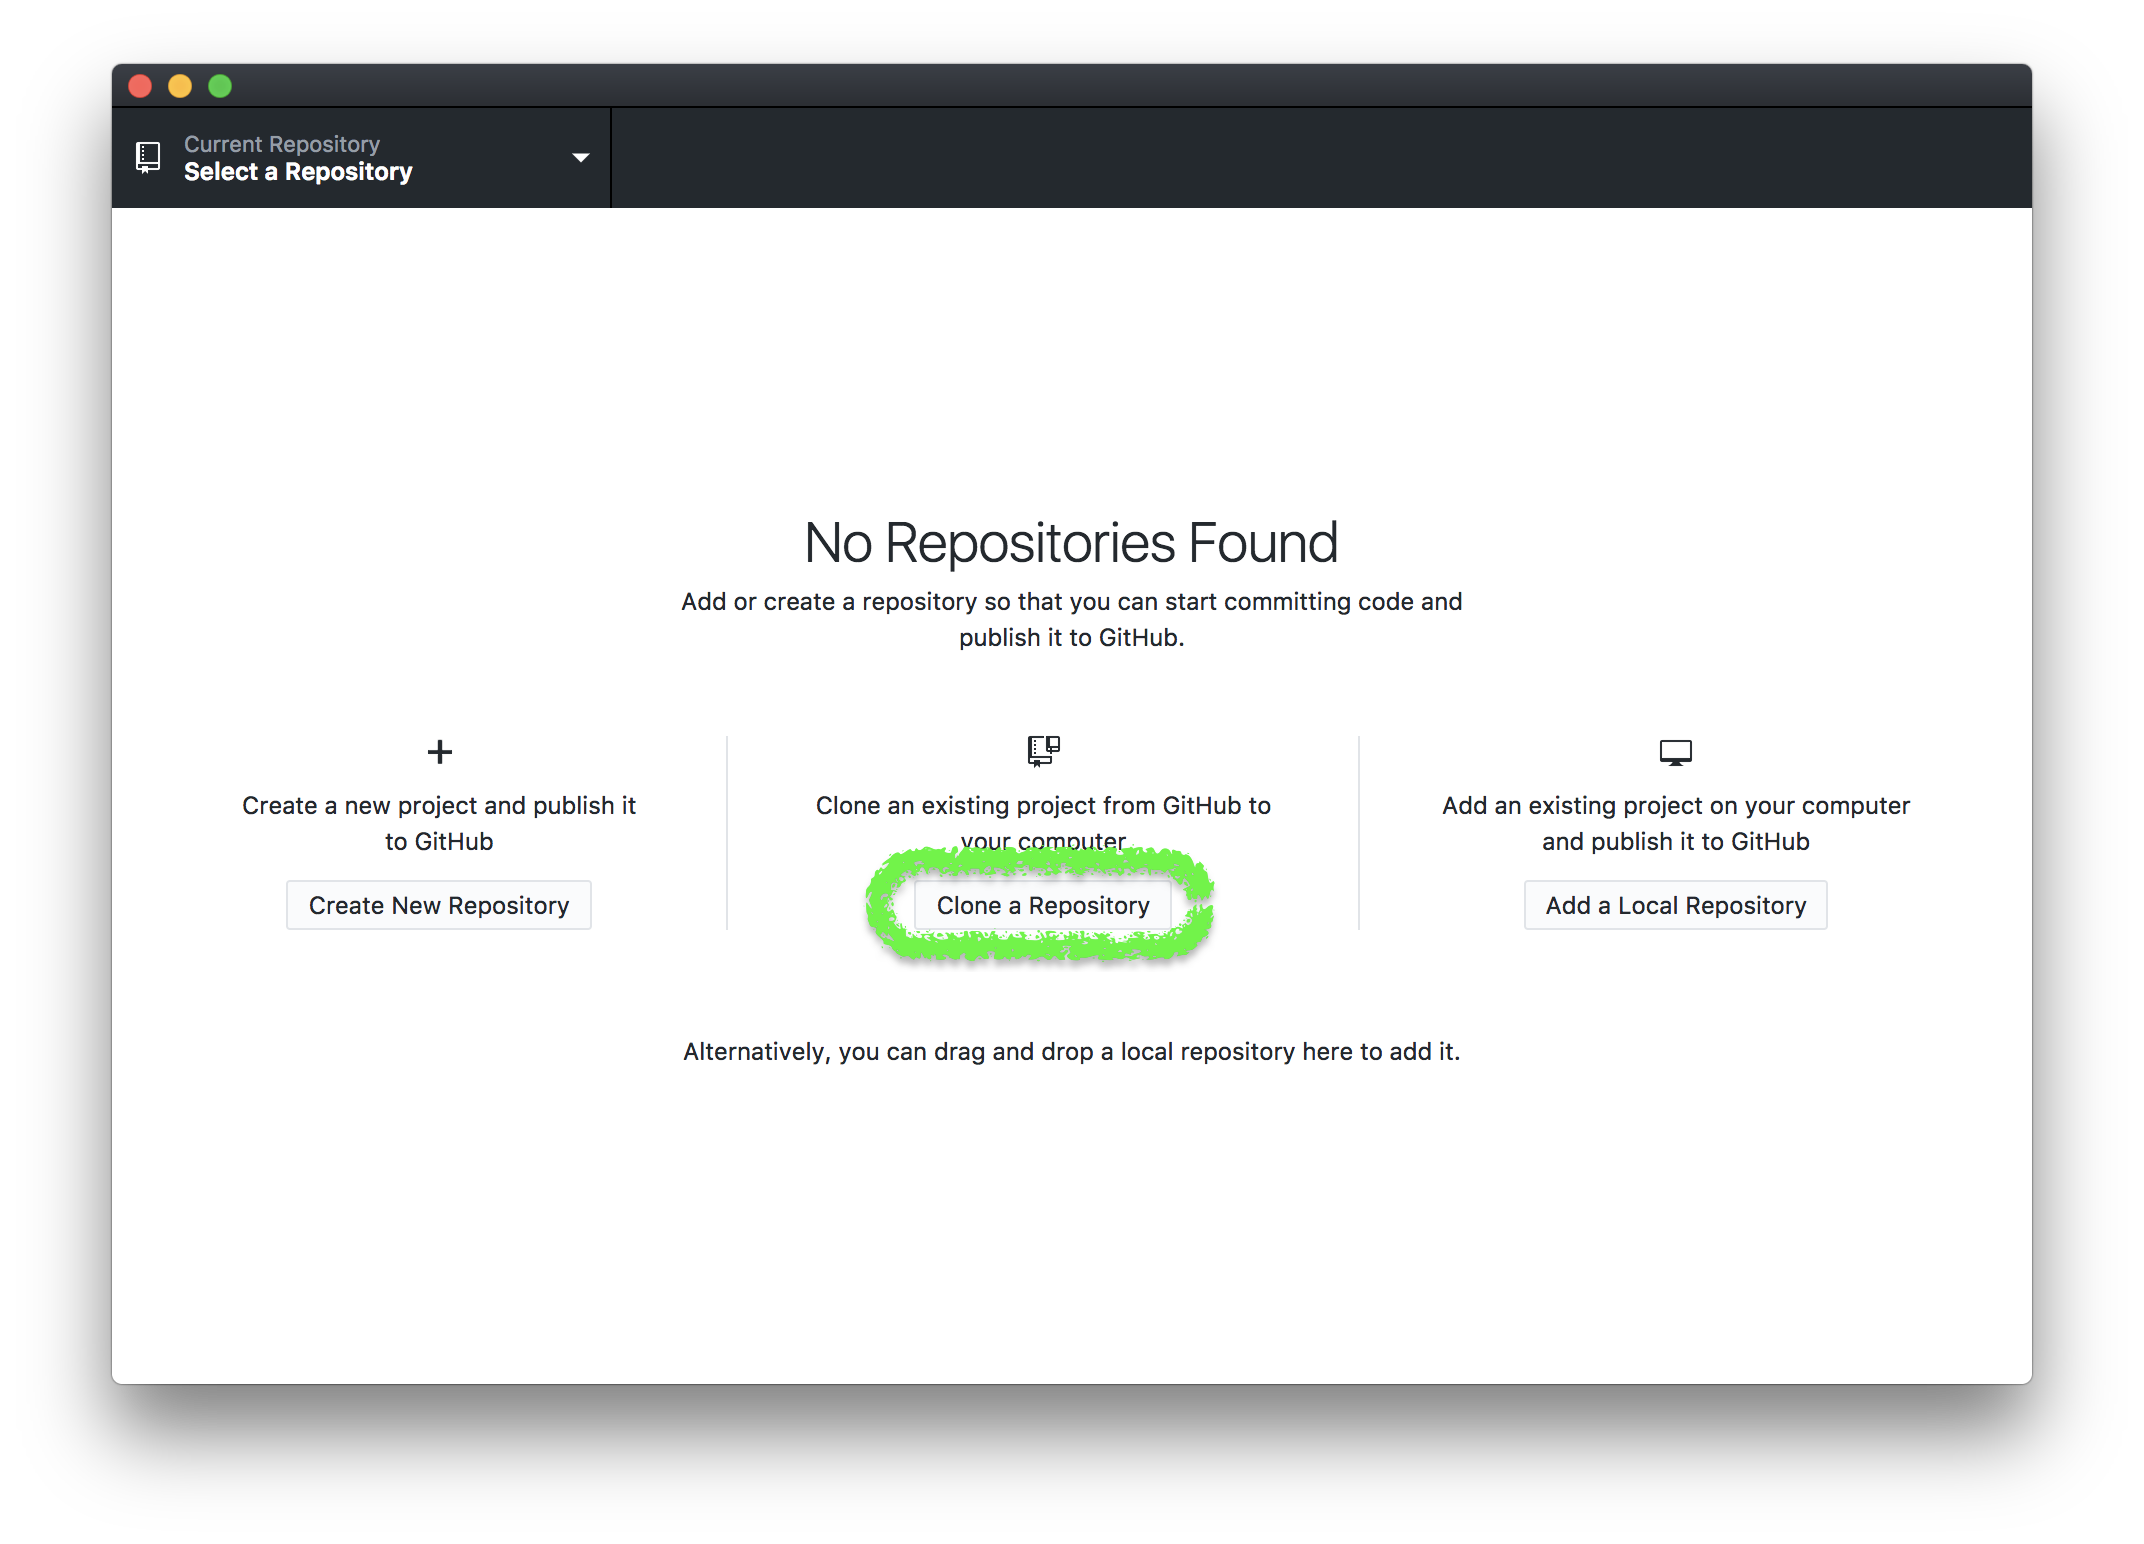 Current Repository
Select a Repository
No Repositories Found
Add or create a repository so that you can start committing code and
publish it to GitHub.
Create a new project and publish it
to GitHub
Create New Repository
Clone an existing project from GitHub to
your computer
Clone a Repository
Add an existing project on your computer
and publish it to GitHub
Add a Local Repository
Alternatively, you can drag and drop a local repository here to add it.